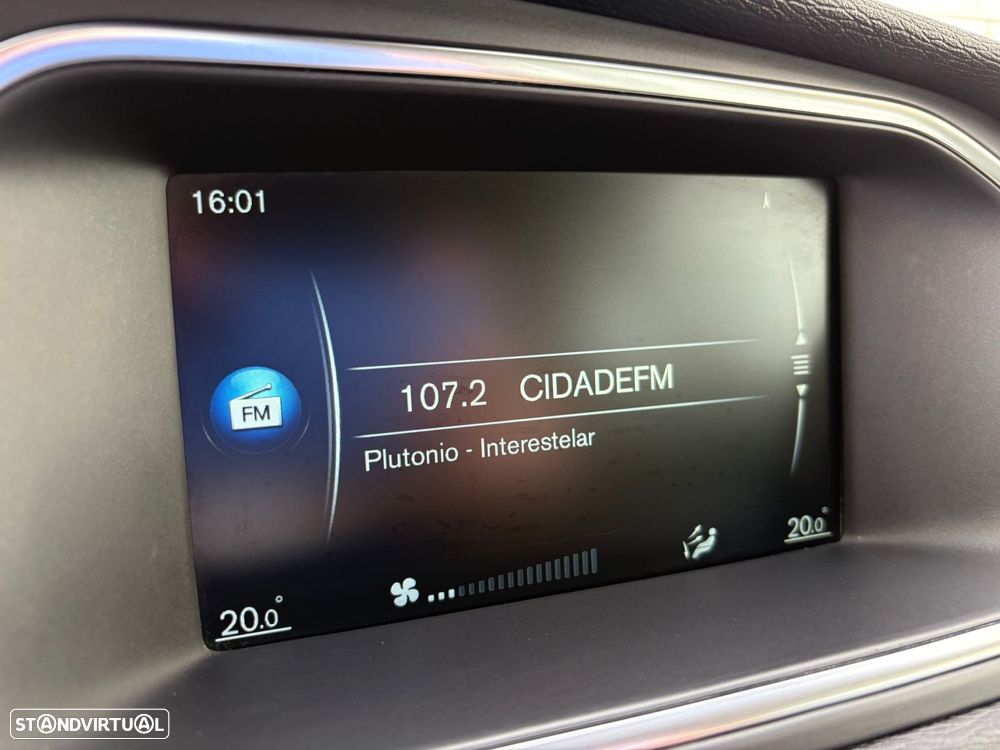 16:01
FM
107.2 CIDADEFM
Plutonio - Interestelar
20.0°
20.0°
STANDVIRTUAL